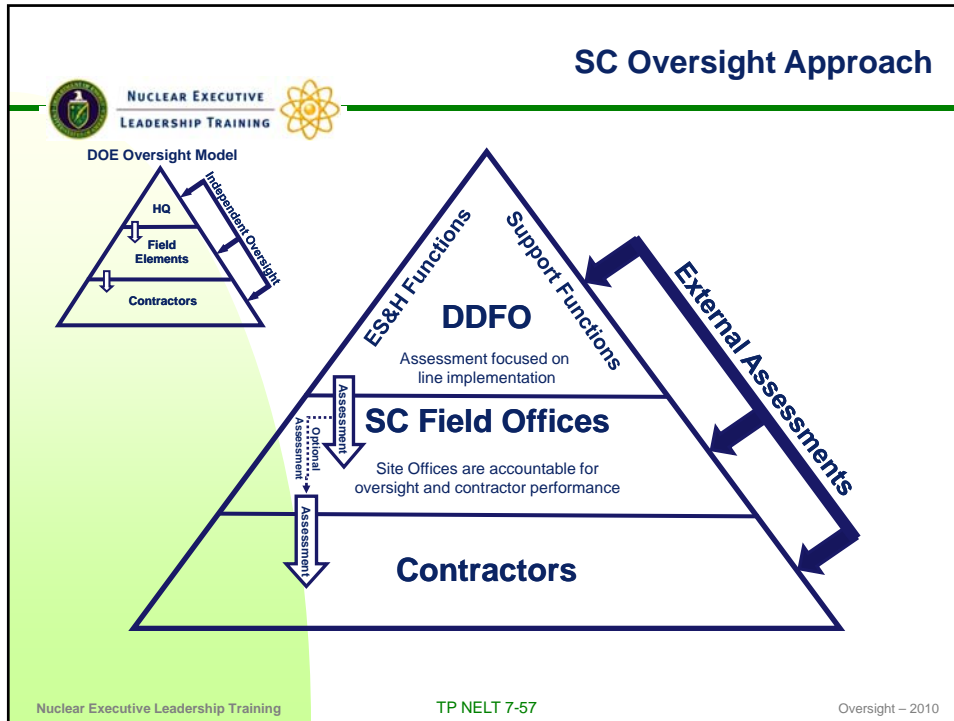 SC Oversight Approach
NUCLEAR EXECUTIVE
LEADERSHIP TRAINING
DOE Oversight Model
HQ
Field
Elements
Contractors
Independent Oversight
ES&H Functions
Support Functions
DDFO
Assessment focused on
line implementation
Assessment
SC Field Offices
Optional
Assessment
Site Offices are accountable for
oversight and contractor performance
Assessment
Contractors
External Assessments
Nuclear Executive Leadership Training
TP NELT 7-57
Oversight – 2010